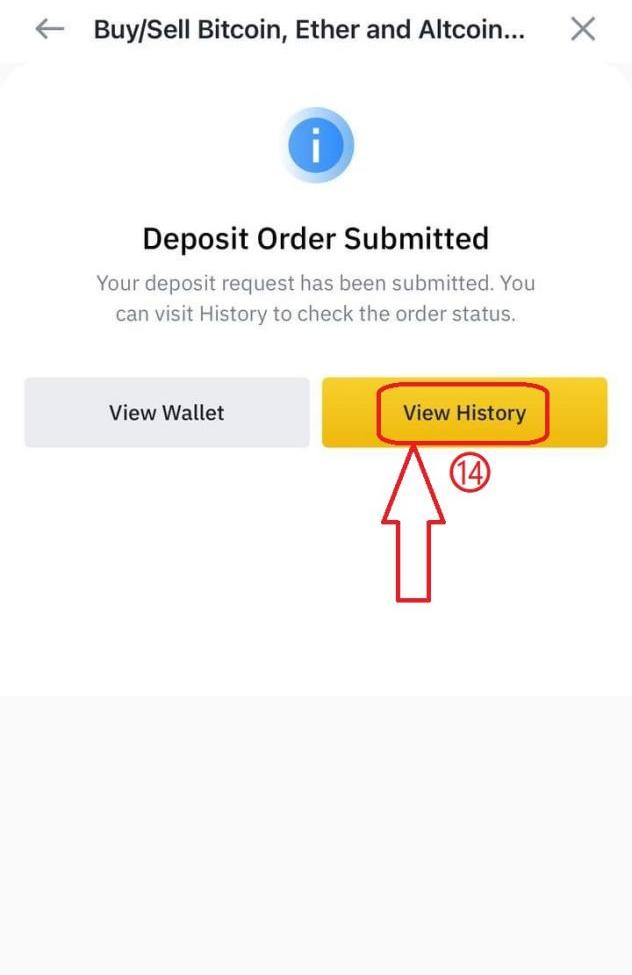 Buy/Sell Bitcoin, Ether and Altcoin...
Deposit Order Submitted
Your deposit request has been submitted. You
can visit History to check the order status.
View Wallet
View History
14